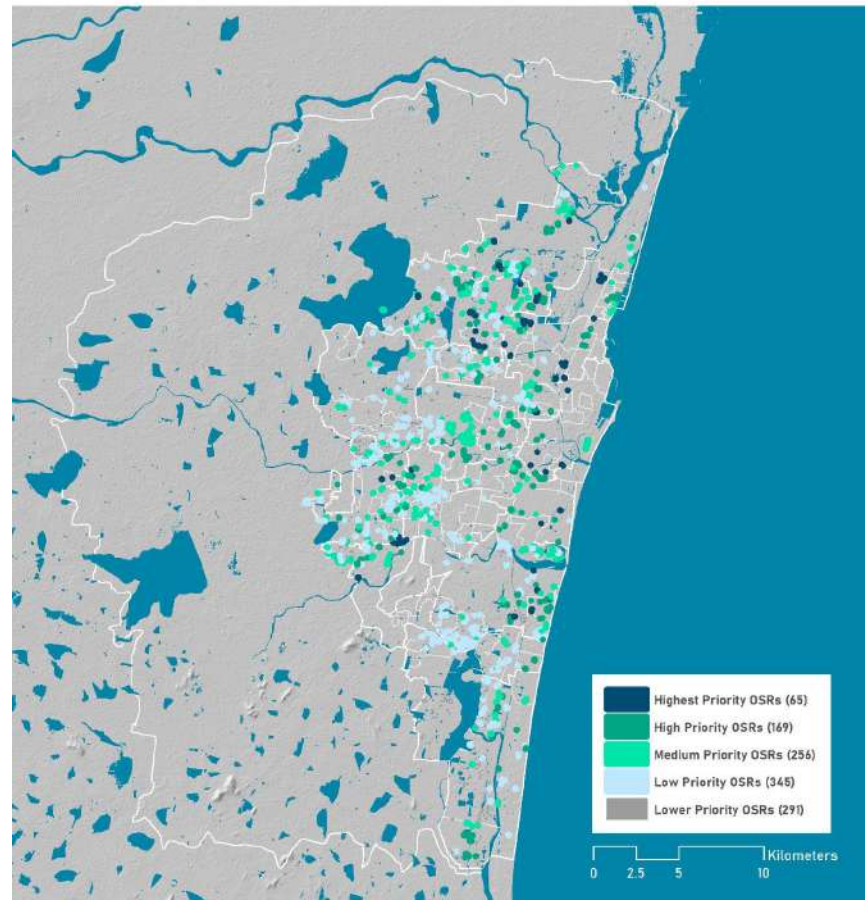 Highest Priority OSRs (65)
High Priority OSRs (169)
Medium Priority OSRs (256)
Low Priority OSRs (345)
Lower Priority OSRs (291)
Kilometers
0 2.5 5 10